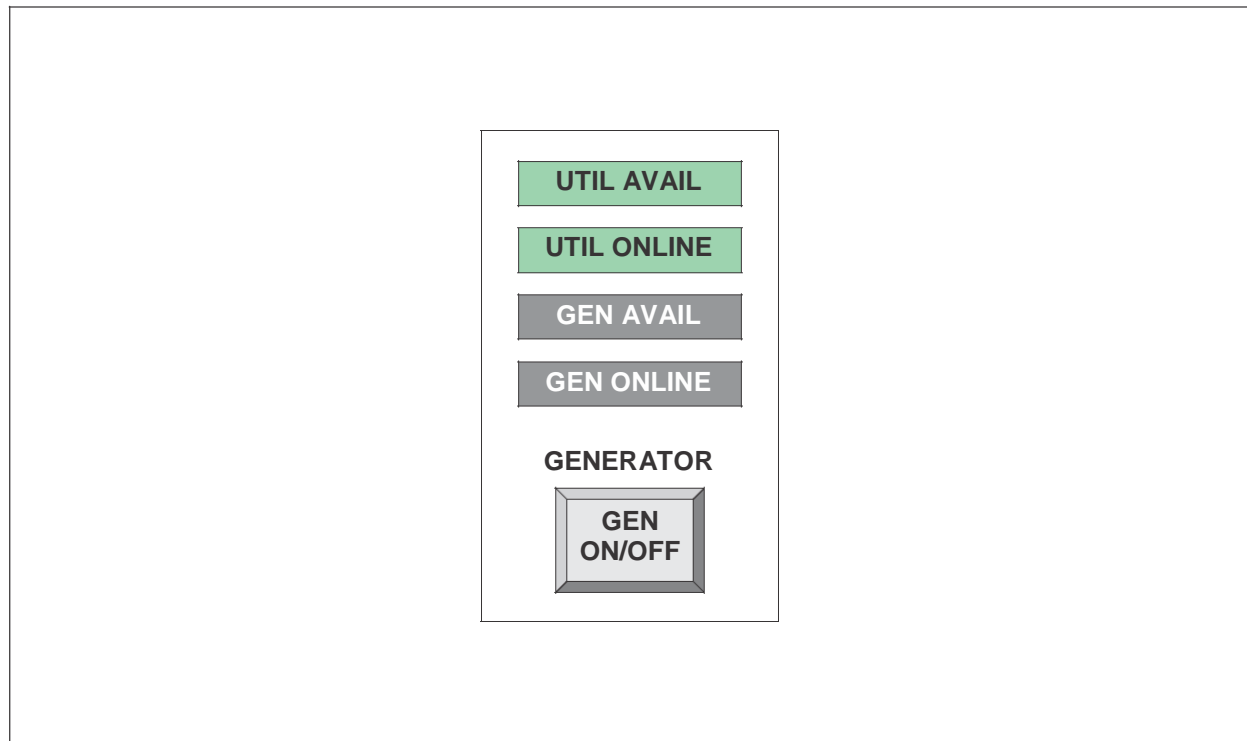 UTIL AVAIL
UTIL ONLINE
GEN AVAIL
GEN ONLINE
GENERATOR
GEN
ON/OFF